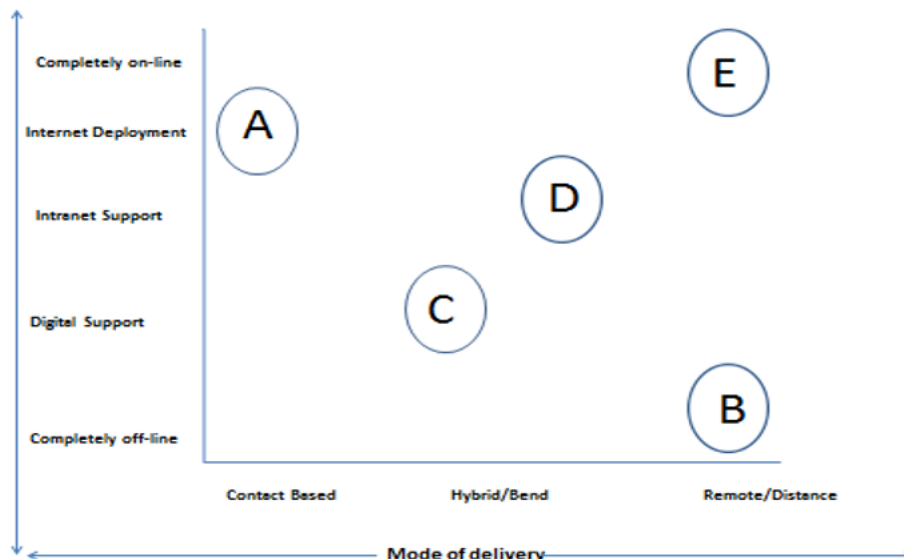 Completely on-line
E
A
Internet Deployment
D
Intranet Support
C
Digital Support
B
Completely off-line
Contact Based
Hybrid/Bend
Remote/Distance
Mode of delivery